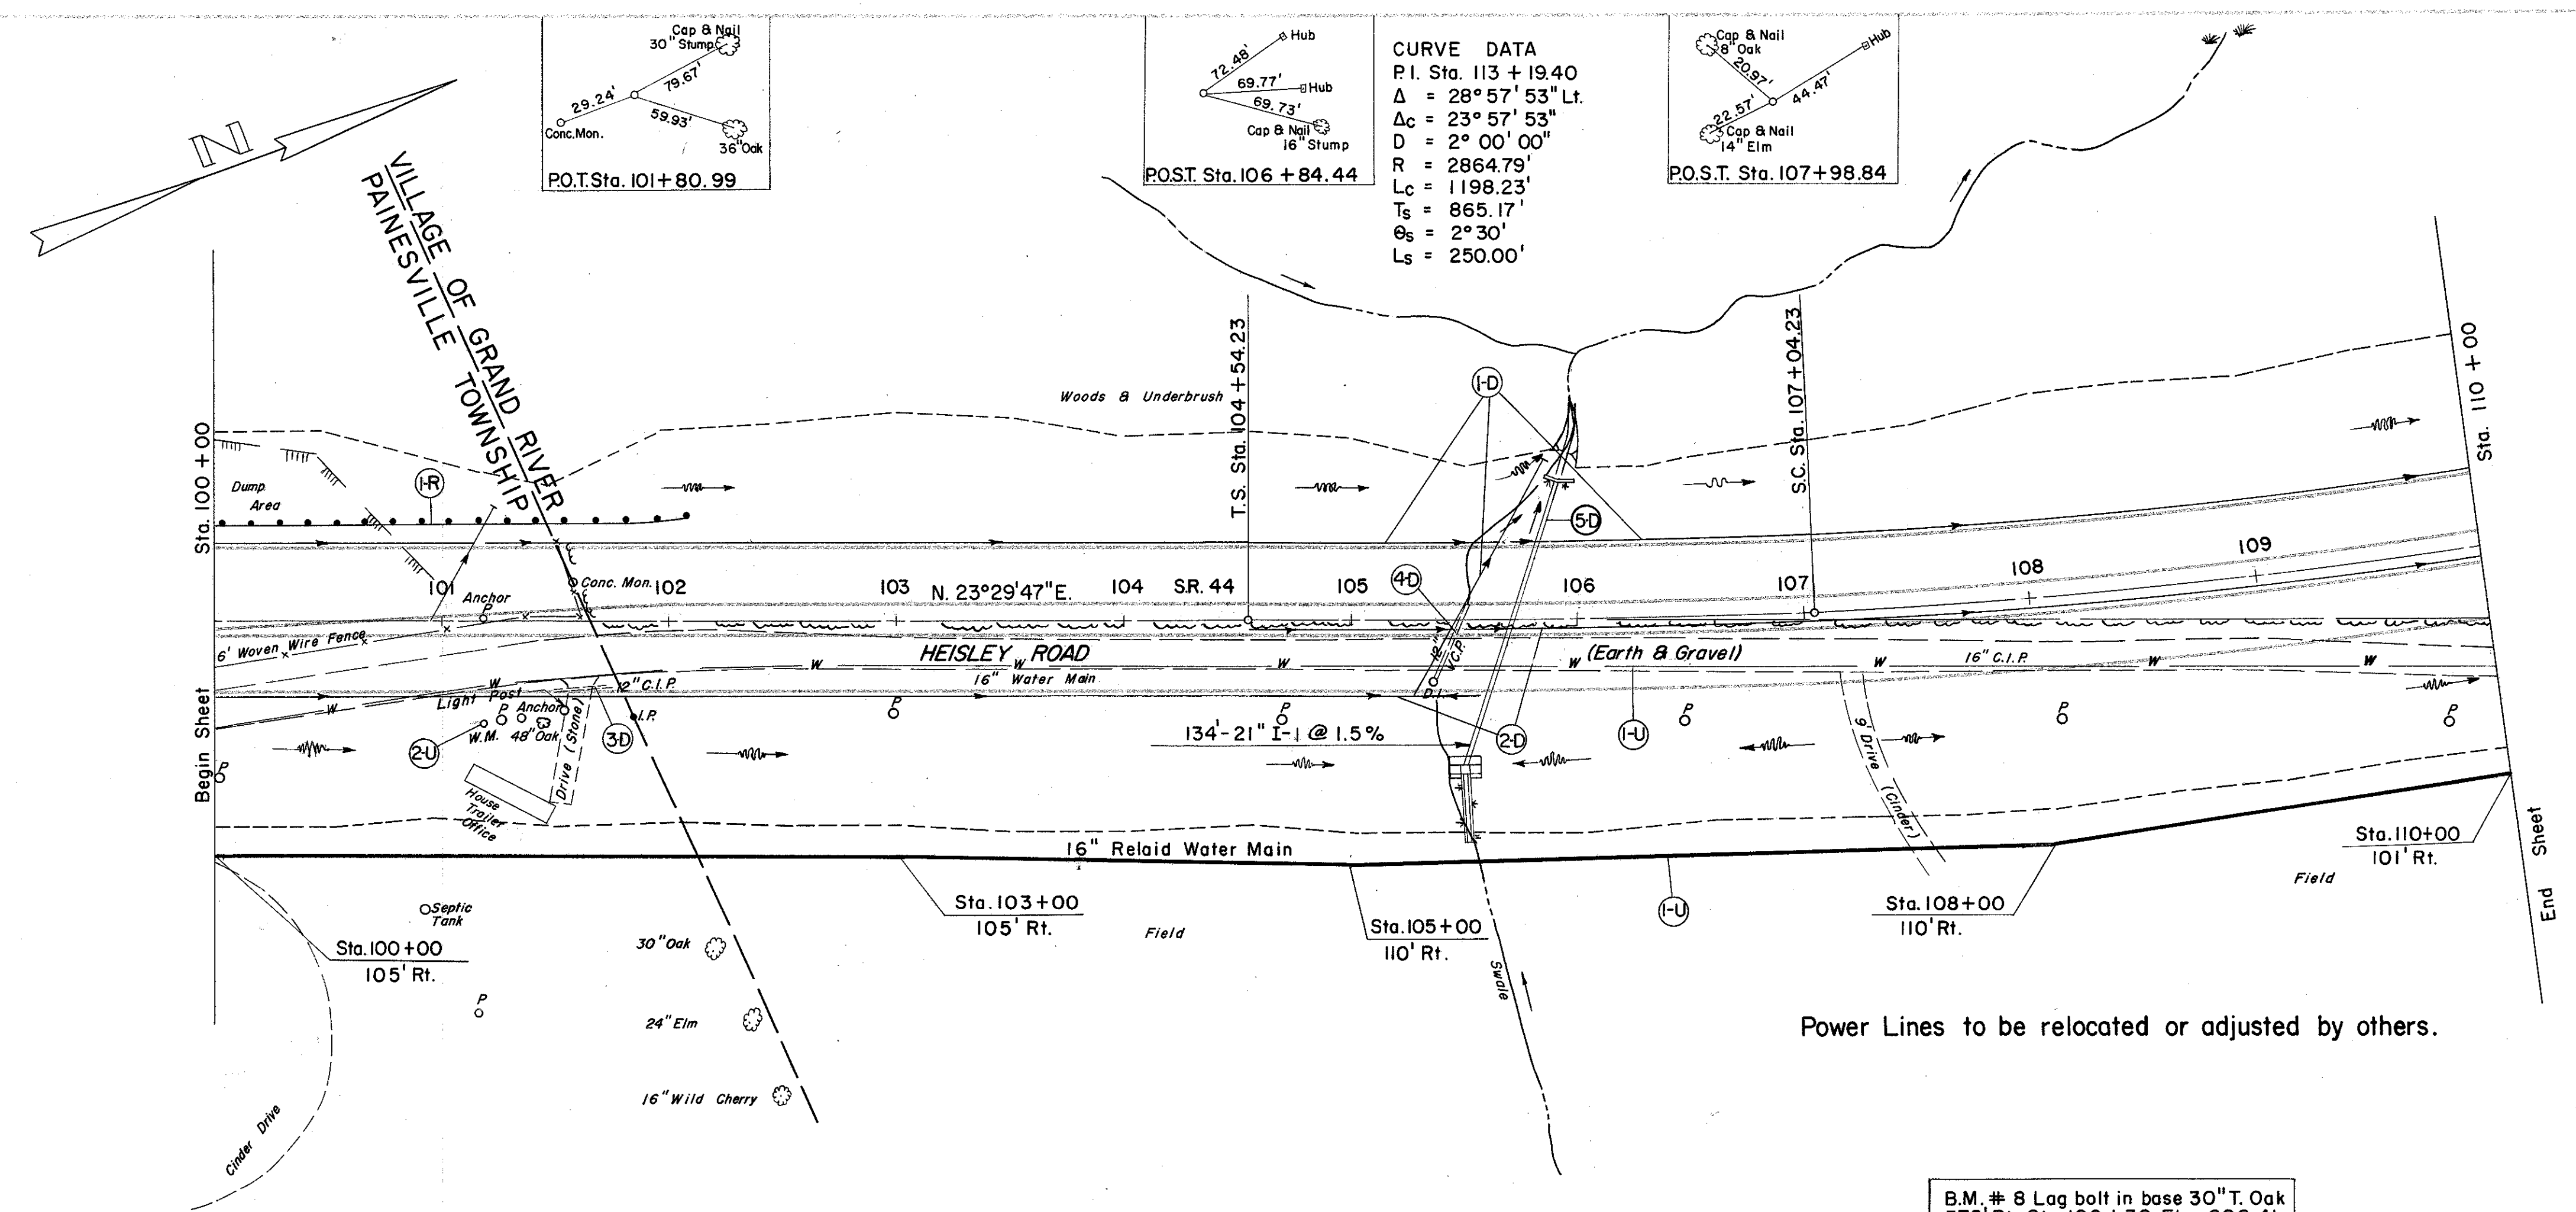 Cap & Nail
30" Stump
79.67'
29.24'
59.93'
Conc. Mon.
36" Oak
P.O.T. Sta. 101+80.99
Hub
72.48'
69.77'
Hub
69.73'
Cap & Nail
16" Stump
P.O.S.T. Sta. 106 + 84.44
CURVE DATA
P.I. Sta. 113 + 19.40
Δ = 28° 57' 53" Lt.
Δc = 23° 57' 53"
D = 2° 00' 00"
R = 2864.79'
Lc = 1198.23'
Ts = 865.17'
Θs = 2° 30'
Ls = 250.00'
Cap & Nail
8" Oak
Hub
20.97'
44.47'
22.57'
Cap & Nail
14" Elm
P.O.S.T. Sta. 107+98.84
N
VILLAGE OF GRAND RIVER
PAINESVILLE TOWNSHIP
Sta. 100 + 00
Begin Sheet
Dump
Area
1-R
Woods & Underbrush
T.S. Sta. 104 + 54.23
1-D
S.C. Sta. 107 + 04.23
Sta. 110 + 00
5-D
4-D
101
Anchor
P
Conc. Mon.
102
103
N. 23° 29' 47" E.
104
S.R. 44
105
106
107
108
109
6' Woven Wire Fence
HEISLEY ROAD
(Earth & Gravel)
W
W
W
W
W
16" C.I.P.
W
W
16" Water Main
12" V.C.P.
D.I.
W
W
12" C.I.P.
Light Post
P
Anchor
I.P.
W.M.
48" Oak
2-U
3-D
Drive (Stone)
House
Trailer
Office
P
P
P
P
P
P
134'-21" I-1 @ 1.5%
2-D
1-U
9' Drive (Cinder)
16" Relaid Water Main
Sta. 100+00
105' Rt.
Sta. 103+00
105' Rt.
Sta. 105+00
110' Rt.
1-U
Sta. 108+00
110' Rt.
Sta. 110+00
101' Rt.
End Sheet
Field
Field
Septic
Tank
P
30" Oak
24" Elm
16" Wild Cherry
Cinder Drive
Swale
Power Lines to be relocated or adjusted by others.
B.M. # 8 Lag bolt in base 30" T. Oak